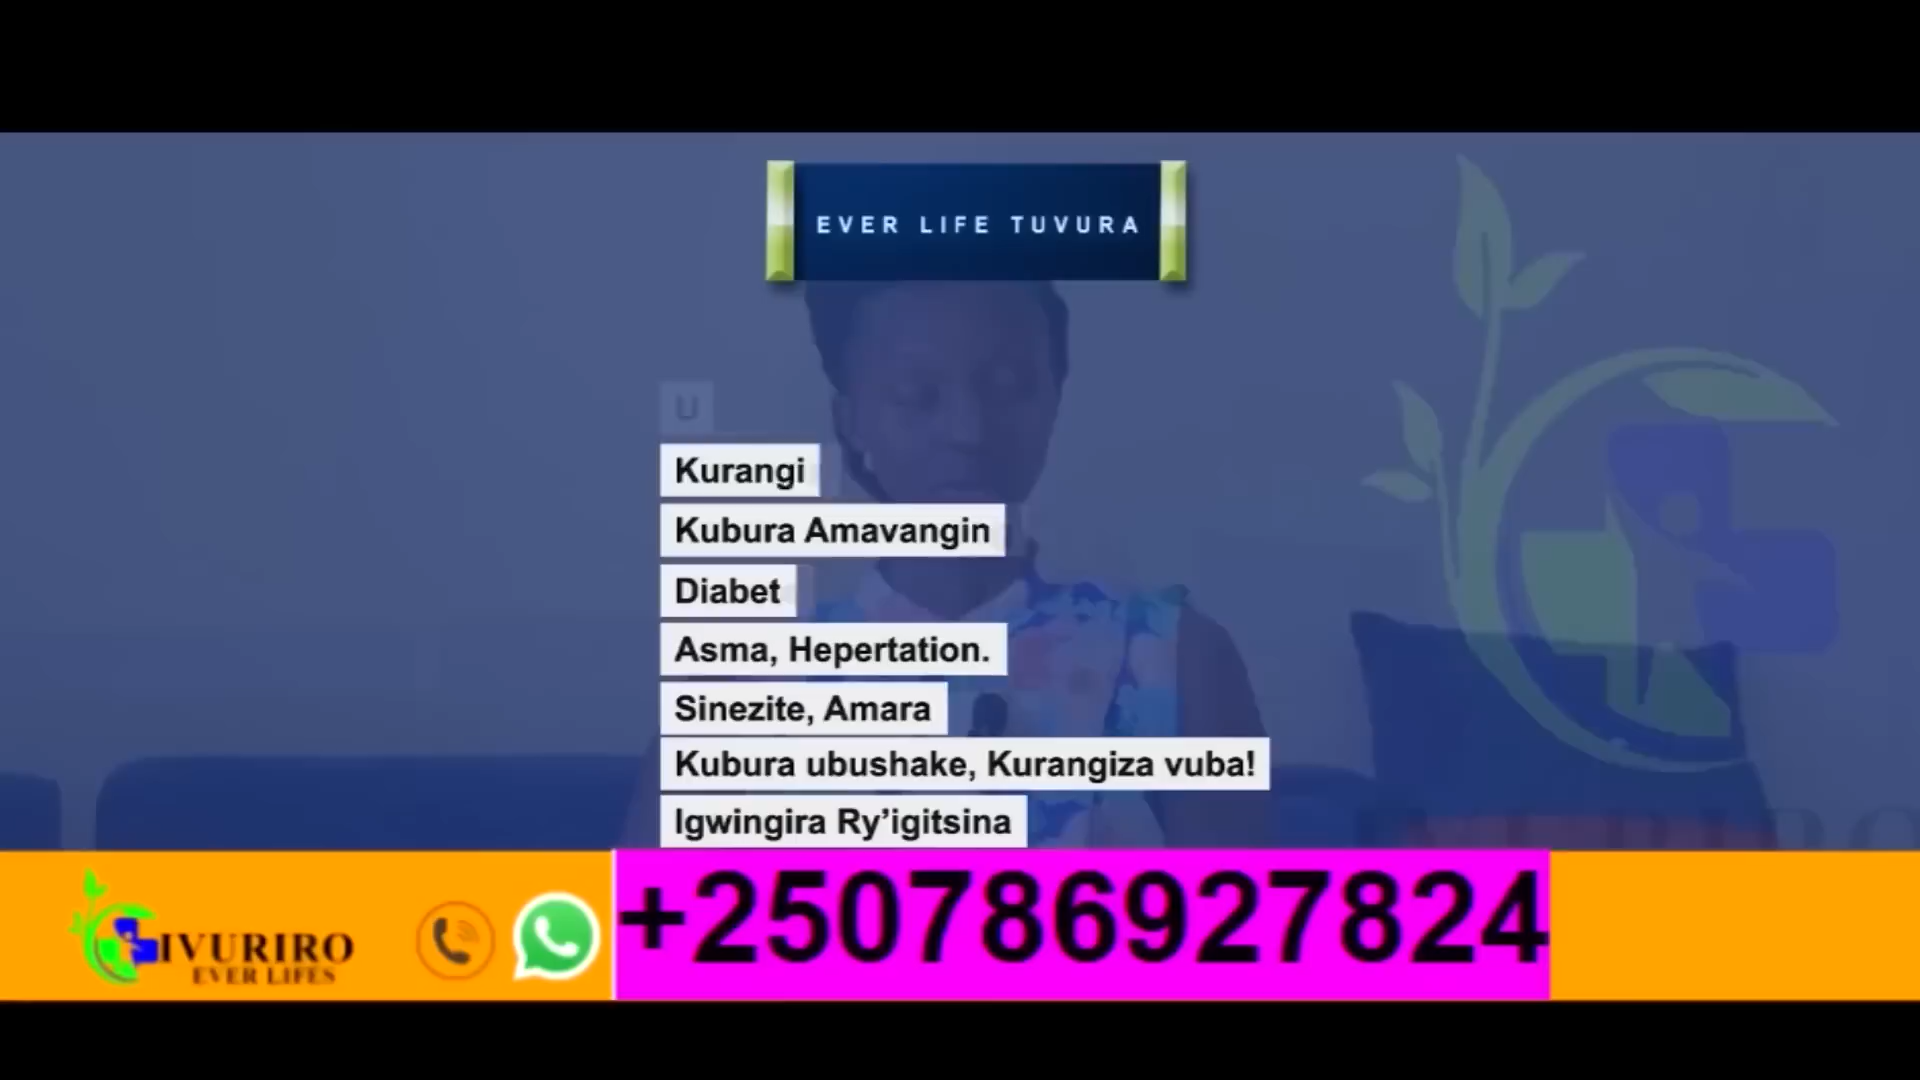 EVER LIFE TUVURA
U
Kurangi
Kubura Amavangin
Diabet
Asma, Hepertation.
Sinezite, Amara
Kubura ubushake, Kurangiza vuba!
Igwingira Ry’igitsina
IVURIRO
EVER LIFES
+250786927824